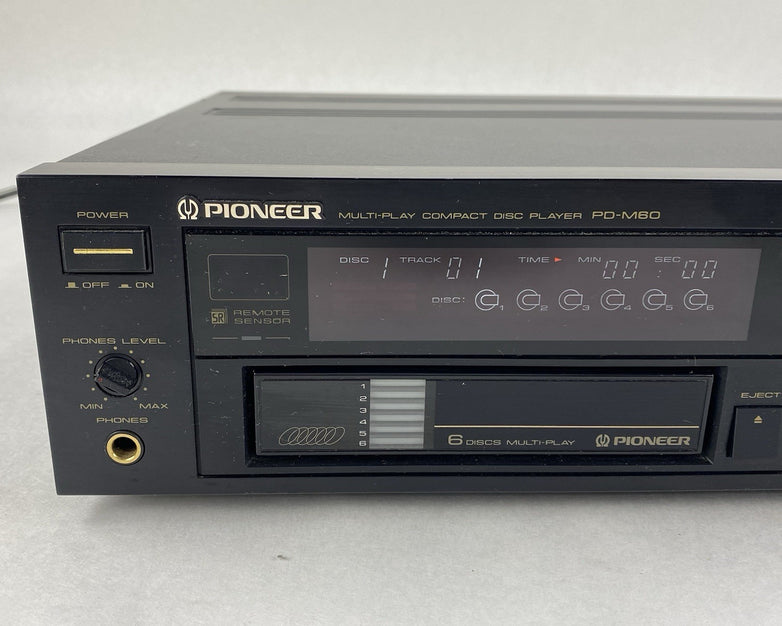 POWER
PIONEER MULTI-PLAY COMPACT DISC PLAYER PD-M60
OFF ON
DISC 1 TRACK 01 TIME MIN 00 : SEC 00
DISC: 1 2 3 4 5 6
SR REMOTE
SENSOR
PHONES LEVEL
MIN MAX
PHONES
1
2
3
4
5
6
6 DISCS MULTI-PLAY PIONEER
EJECT